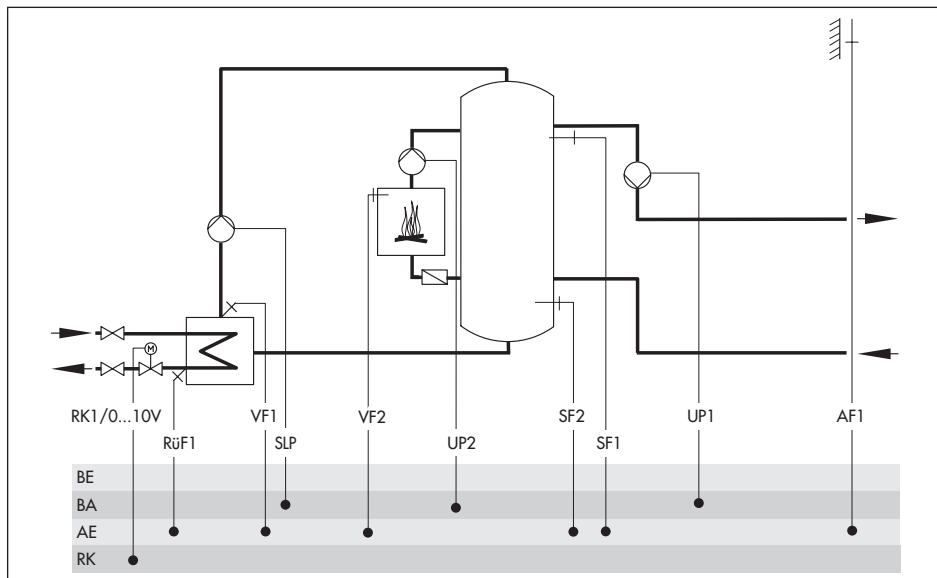 M
RK1/0...10V
VF1
VF2
SF2
UP1
AF1
RüF1
SLP
UP2
SF1
BE
BA
AE
RK